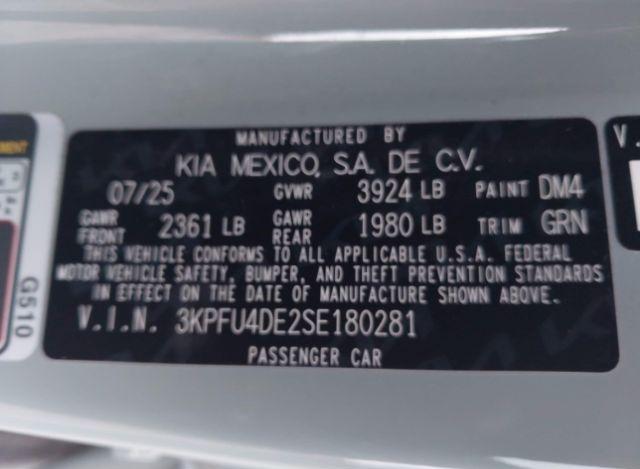 MANUFACTURED BY
KIA MEXICO, S.A. DE C.V.
07/25 GVWR 3924 LB PAINT DM4
GAWR FRONT 2361 LB GAWR REAR 1980 LB TRIM GRN
THIS VEHICLE CONFORMS TO ALL APPLICABLE U.S.A. FEDERAL
MOTOR VEHICLE SAFETY, BUMPER, AND THEFT PREVENTION STANDARDS
IN EFFECT ON THE DATE OF MANUFACTURE SHOWN ABOVE.
V.I.N. 3KPFU4DE2SE180281
PASSENGER CAR
G510
V.